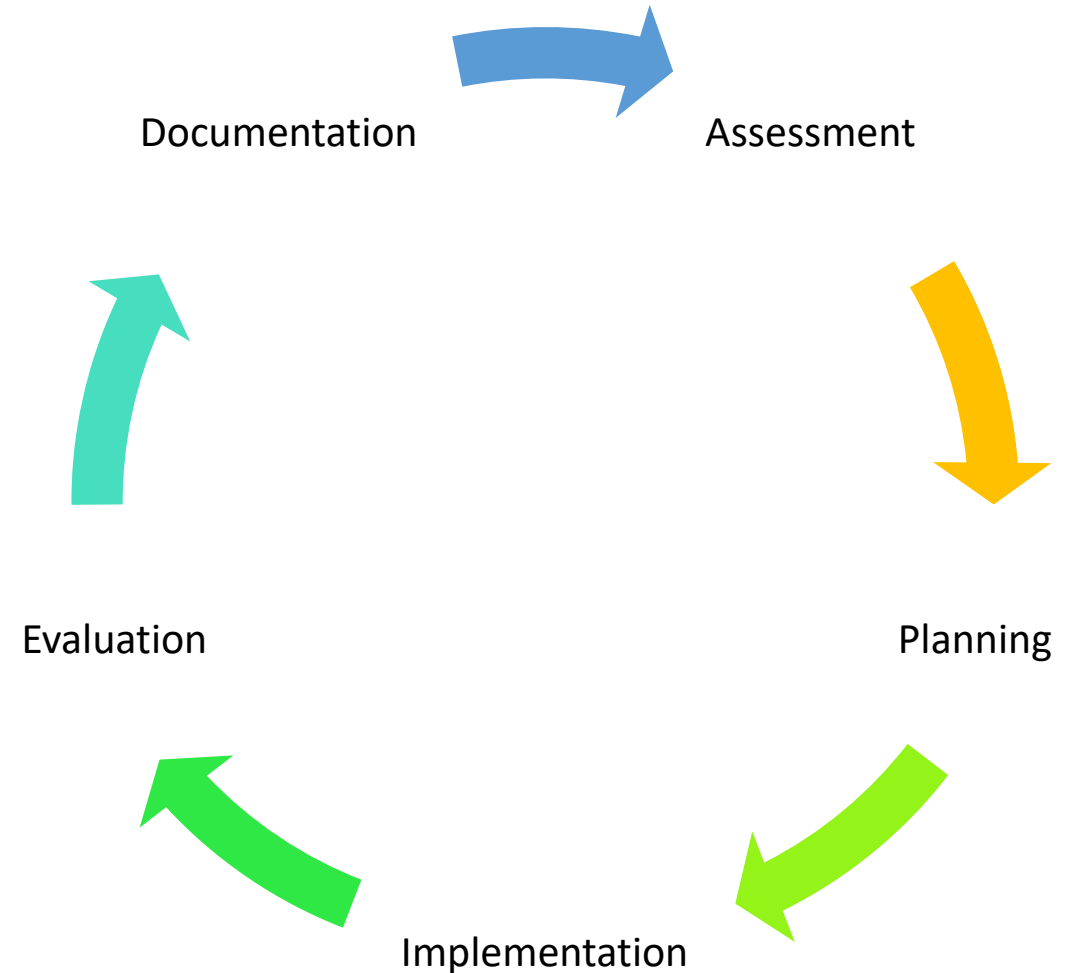 Documentation
Assessment
Evaluation
Planning
Implementation